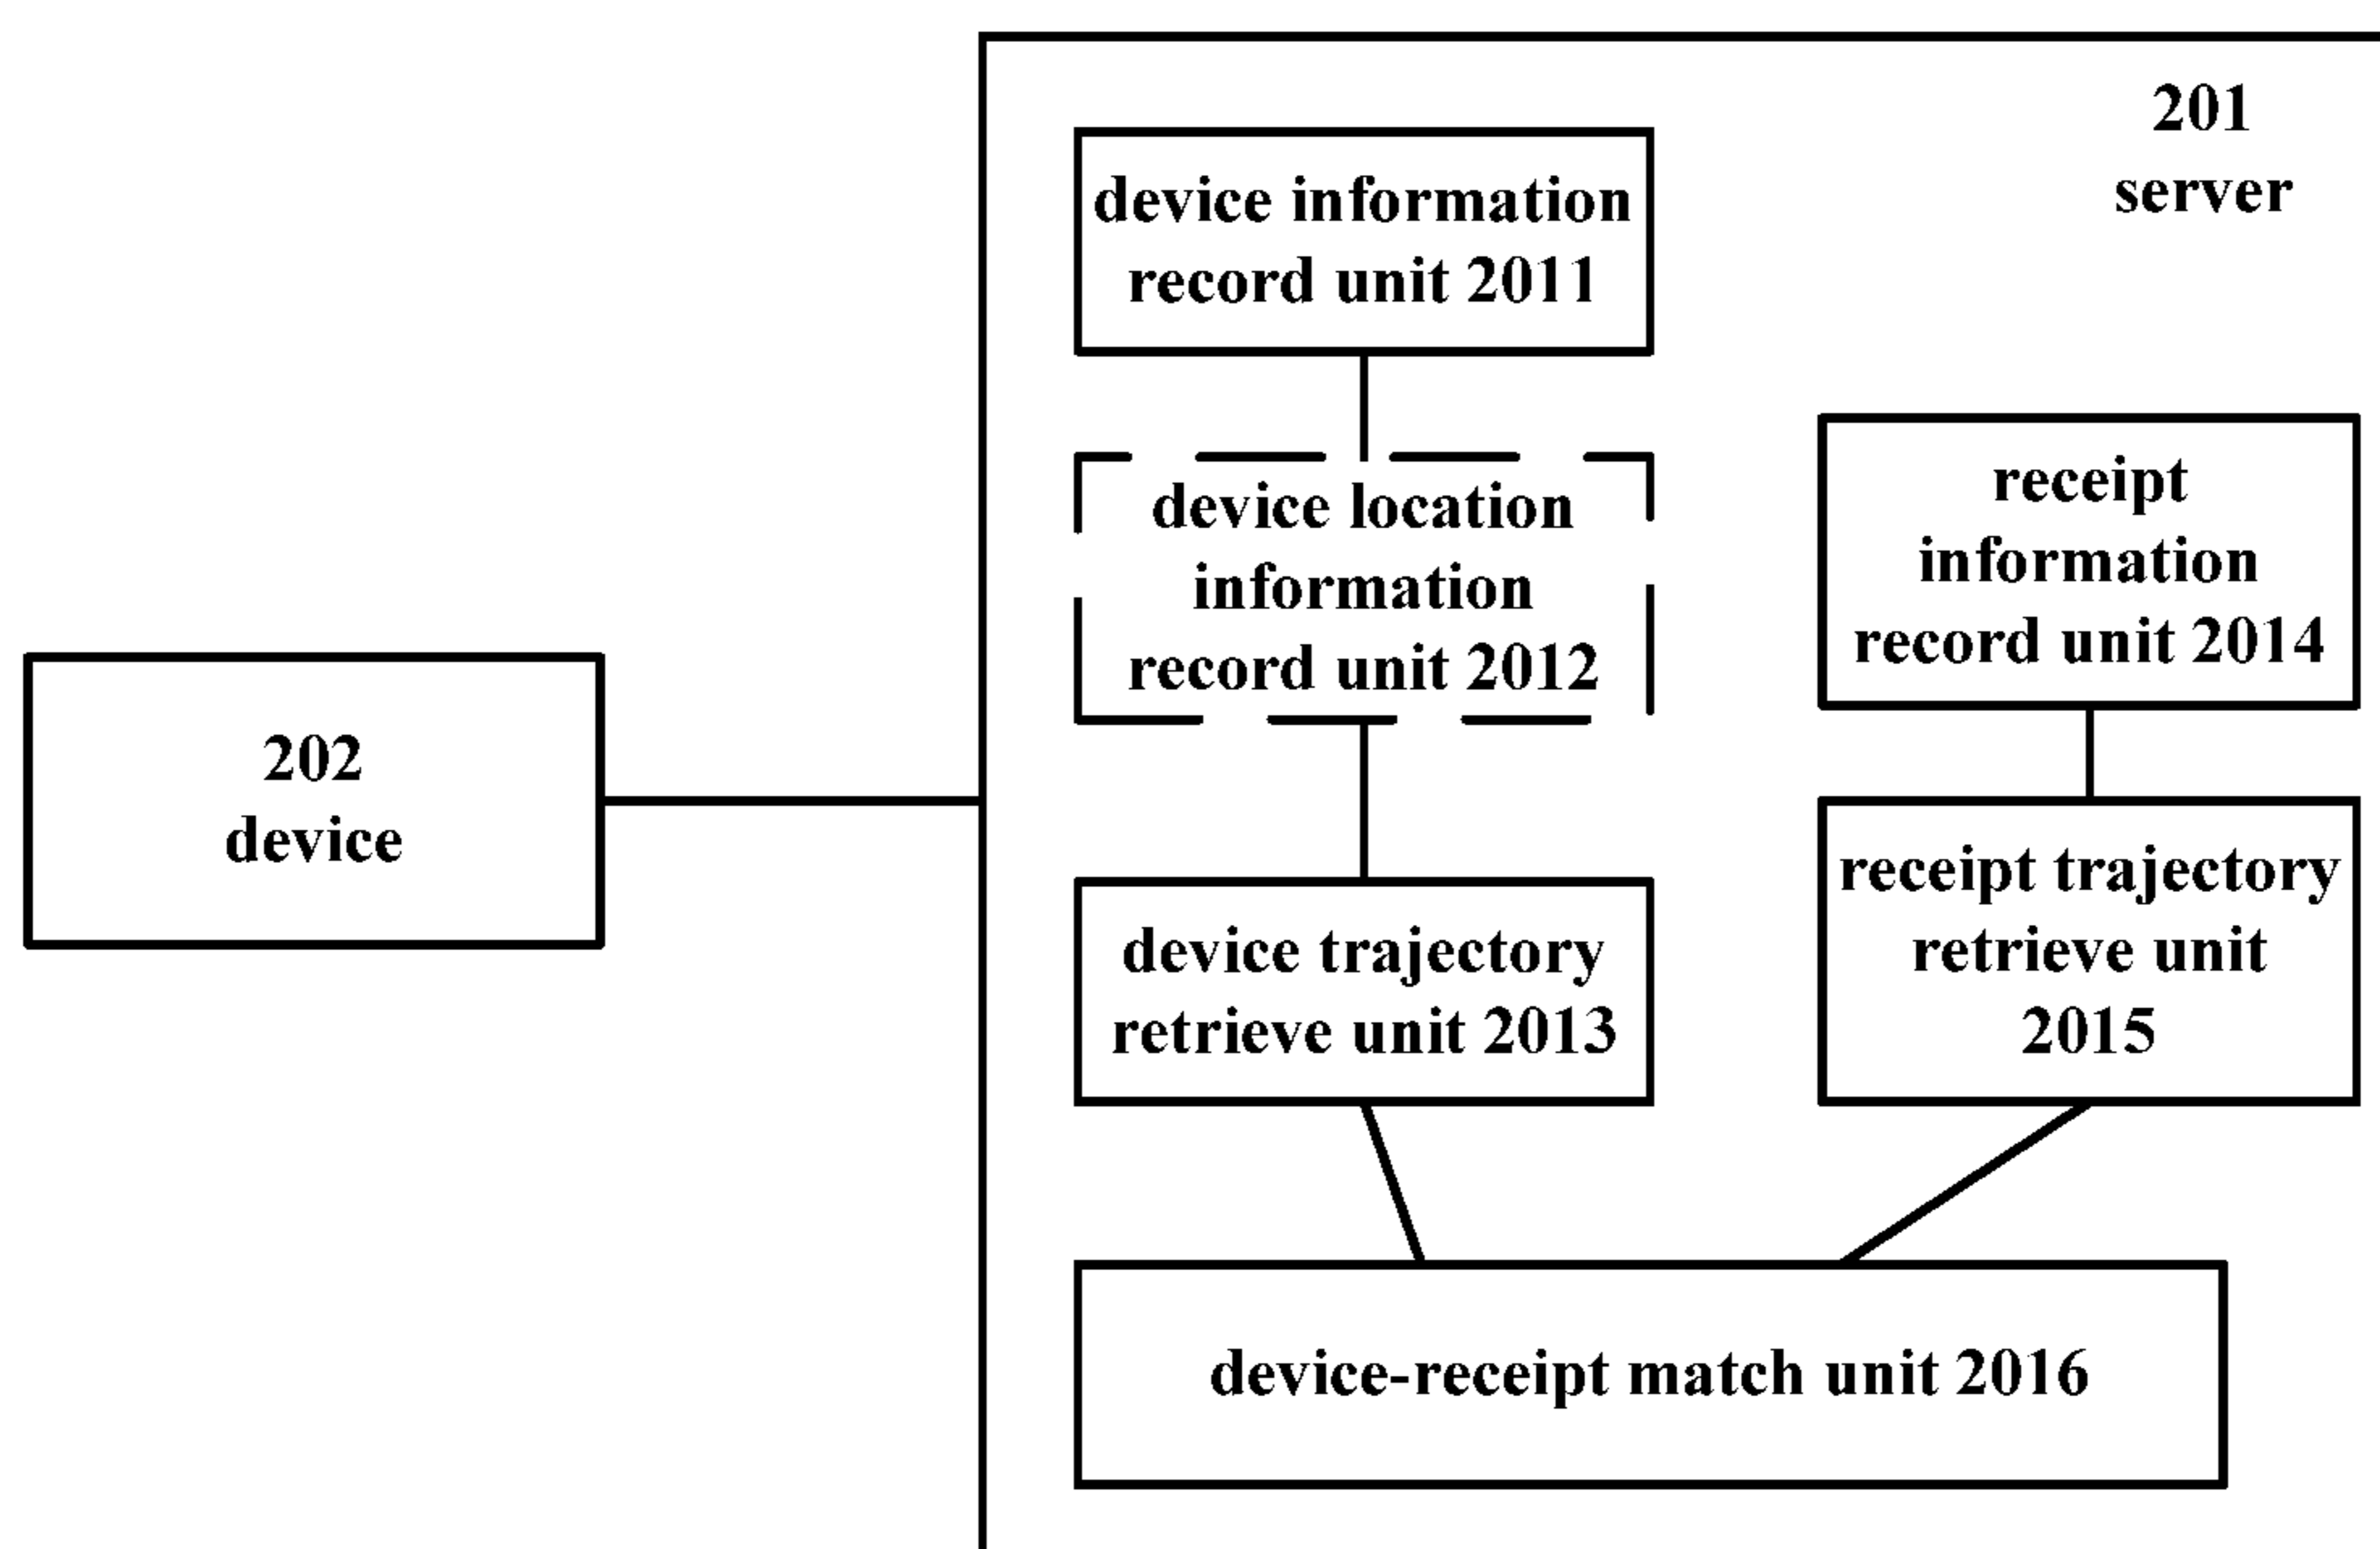 201
server
device information
record unit 2011
device location
information
record unit 2012
receipt
information
record unit 2014
202
device
device trajectory
retrieve unit 2013
receipt trajectory
retrieve unit
2015
device-receipt match unit 2016